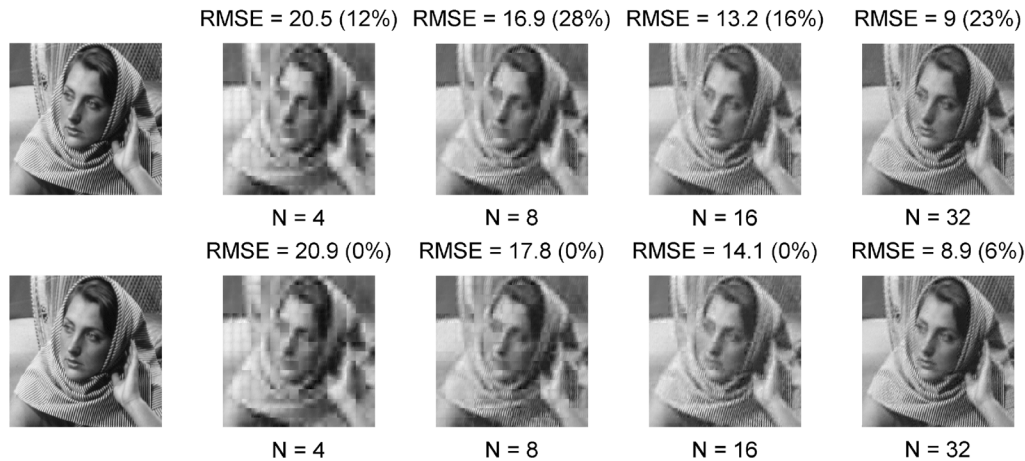 RMSE = 20.5 (12%) RMSE = 16.9 (28%) RMSE = 13.2 (16%) RMSE = 9 (23%)
N = 4 N = 8 N = 16 N = 32
RMSE = 20.9 (0%) RMSE = 17.8 (0%) RMSE = 14.1 (0%) RMSE = 8.9 (6%)
N = 4 N = 8 N = 16 N = 32